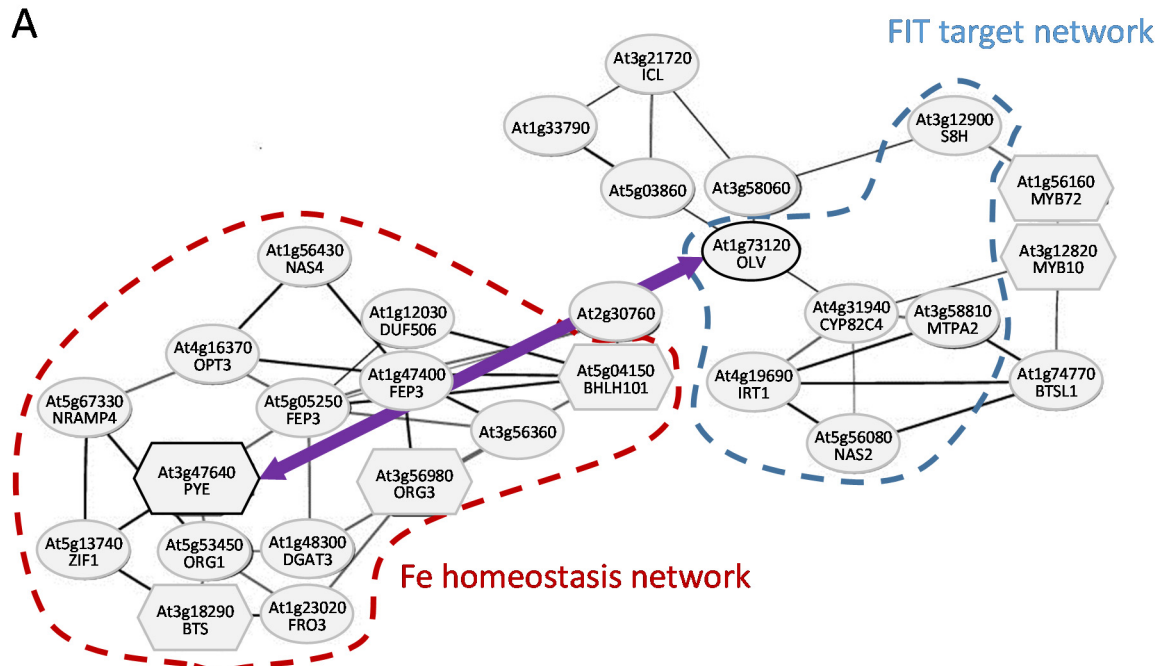 A
FIT target network
At3g21720
ICL
At1g33790
At3g12900
S8H
At5g03860
At3g58060
At1g56160
MYB72
At1g73120
OLV
At3g12820
MYB10
At1g56430
NAS4
At1g12030
DUF506
At2g30760
At4g31940
CYP82C4
At3g58810
MTPA2
At4g16370
OPT3
At1g47400
FEP3
At5g04150
BHLH101
At4g19690
IRT1
At1g74770
BTSL1
At5g67330
NRAMP4
At5g05250
FEP3
At3g56360
At5g56080
NAS2
At3g47640
PYE
At3g56980
ORG3
At5g13740
ZIF1
At5g53450
ORG1
At1g48300
DGAT3
Fe homeostasis network
At3g18290
BTS
At1g23020
FRO3